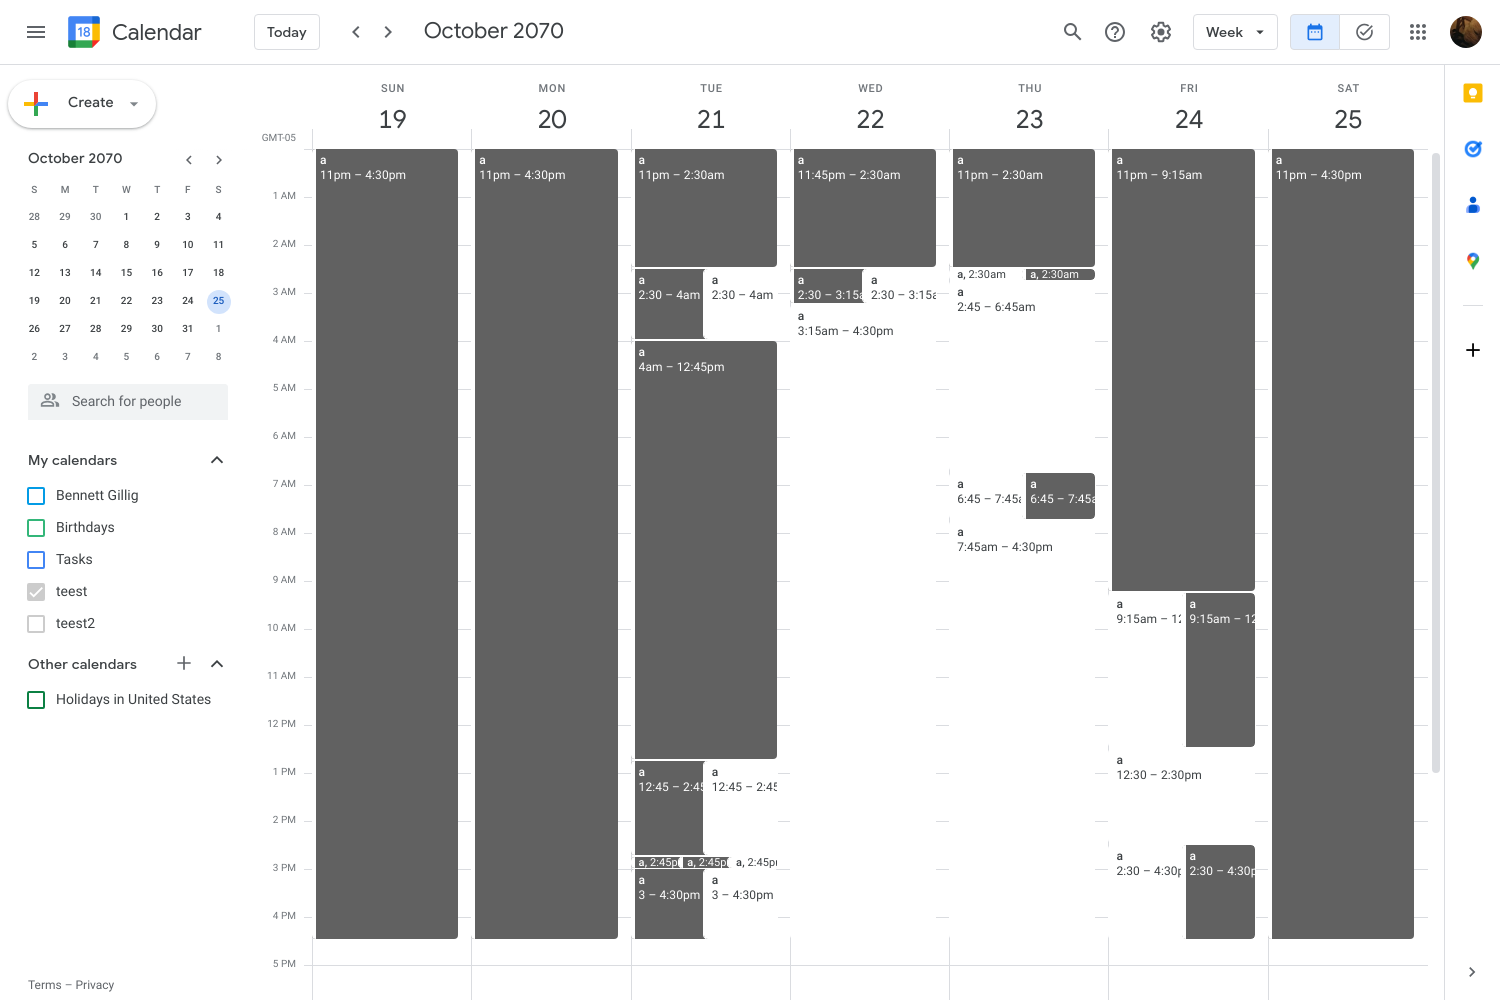 18 Calendar
Today
October 2070
Week
Create
October 2070
S M T W T F S
28 29 30 1 2 3 4
5 6 7 8 9 10 11
12 13 14 15 16 17 18
19 20 21 22 23 24 25
26 27 28 29 30 31 1
2 3 4 5 6 7 8
Search for people
My calendars
Bennett Gillig
Birthdays
Tasks
teest
teest2
Other calendars
Holidays in United States
Terms – Privacy
GMT-05
1 AM
2 AM
3 AM
4 AM
5 AM
6 AM
7 AM
8 AM
9 AM
10 AM
11 AM
12 PM
1 PM
2 PM
3 PM
4 PM
5 PM
SUN
19
a
11pm – 4:30pm
MON
20
a
11pm – 4:30pm
TUE
21
a
11pm – 2:30am
a
2:30 – 4am
a
2:30 – 4am
a
4am – 12:45pm
a
12:45 – 2:45
a
12:45 – 2:45
a, 2:45p
a, 2:45p
a, 2:45p
a
3 – 4:30pm
a
3 – 4:30pm
WED
22
a
11:45pm – 2:30am
a
2:30 – 3:15a
a
2:30 – 3:15a
a
3:15am – 4:30pm
THU
23
a
11pm – 2:30am
a, 2:30am
a, 2:30am
a
2:45 – 6:45am
a
6:45 – 7:45a
a
6:45 – 7:45a
a
7:45am – 4:30pm
FRI
24
a
11pm – 9:15am
a
9:15am – 12
a
9:15am – 12
a
12:30 – 2:30pm
a
2:30 – 4:30p
a
2:30 – 4:30p
SAT
25
a
11pm – 4:30pm